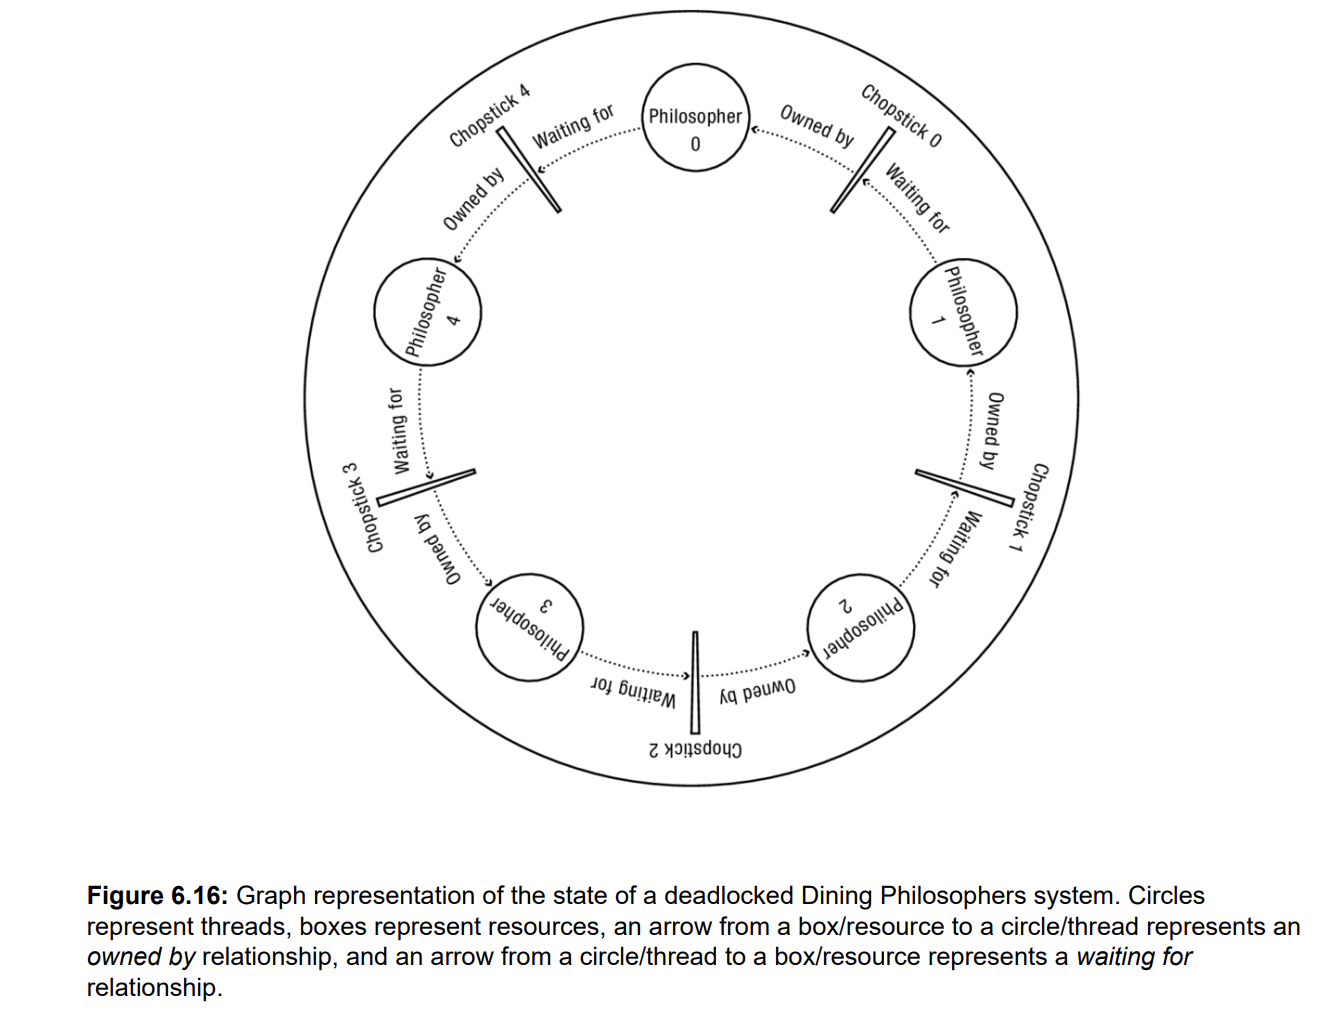 Chopstick 4
Waiting for
Philosopher
0
Owned by
Chopstick 0
Owned by
Waiting for
Philosopher
4
Philosopher
1
Waiting for
Owned by
Chopstick 3
Owned by
Chopstick 1
Waiting for
Philosopher
3
Philosopher
2
Waiting for
Owned by
Chopstick 2
Figure 6.16: Graph representation of the state of a deadlocked Dining Philosophers system. Circles
represent threads, boxes represent resources, an arrow from a box/resource to a circle/thread represents an
owned by relationship, and an arrow from a circle/thread to a box/resource represents a waiting for
relationship.